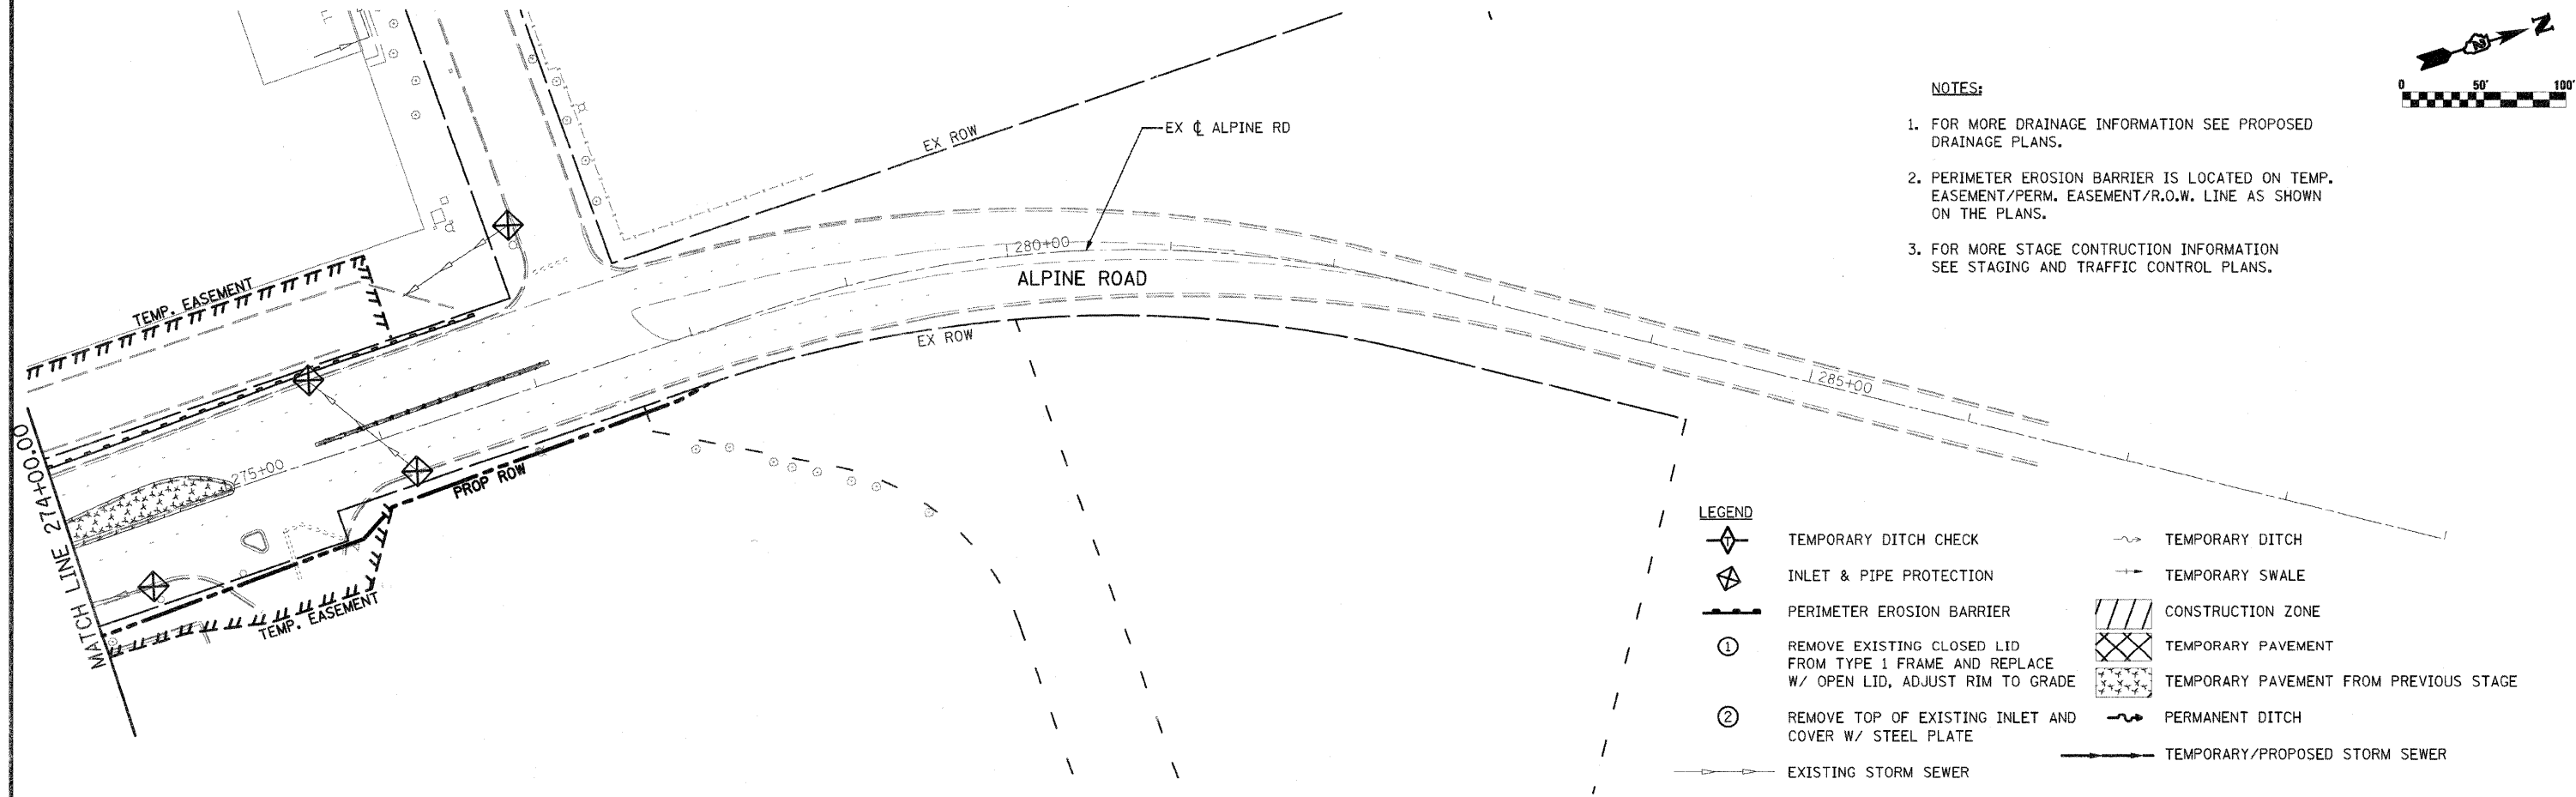 N
0 50' 100'
NOTES:
1. FOR MORE DRAINAGE INFORMATION SEE PROPOSED
DRAINAGE PLANS.
2. PERIMETER EROSION BARRIER IS LOCATED ON TEMP.
EASEMENT/PERM. EASEMENT/R.O.W. LINE AS SHOWN
ON THE PLANS.
3. FOR MORE STAGE CONTRUCTION INFORMATION
SEE STAGING AND TRAFFIC CONTROL PLANS.
EX ROW
EX ℄ ALPINE RD
280+00
ALPINE ROAD
TEMP. EASEMENT
EX ROW
285+00
275+00
PROP ROW
MATCH LINE 274+00.00
TEMP. EASEMENT
LEGEND
T TEMPORARY DITCH CHECK
INLET & PIPE PROTECTION
PERIMETER EROSION BARRIER
1 REMOVE EXISTING CLOSED LID
FROM TYPE 1 FRAME AND REPLACE
W/ OPEN LID, ADJUST RIM TO GRADE
2 REMOVE TOP OF EXISTING INLET AND
COVER W/ STEEL PLATE
EXISTING STORM SEWER
TEMPORARY DITCH
TEMPORARY SWALE
CONSTRUCTION ZONE
TEMPORARY PAVEMENT
TEMPORARY PAVEMENT FROM PREVIOUS STAGE
PERMANENT DITCH
TEMPORARY/PROPOSED STORM SEWER